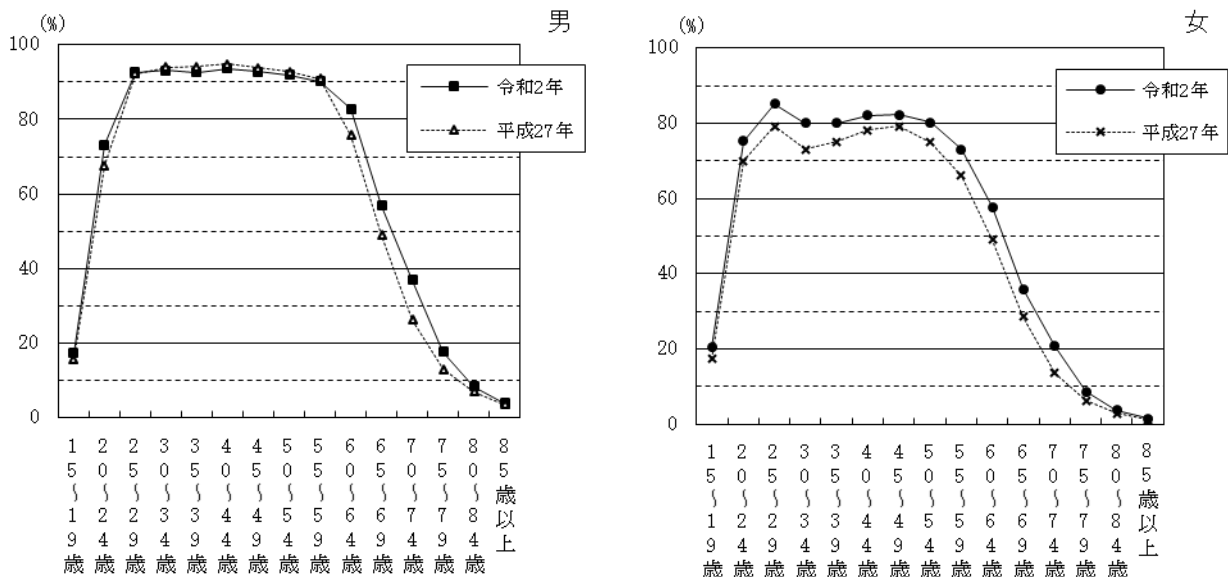 男
(%)
100
80
60
40
20
0
令和2年
平成27年
15～19歳
20～24歳
25～29歳
30～34歳
35～39歳
40～44歳
45～49歳
50～54歳
55～59歳
60～64歳
65～69歳
70～74歳
75～79歳
80～84歳
85歳以上
女
(%)
100
80
60
40
20
0
令和2年
平成27年
15～19歳
20～24歳
25～29歳
30～34歳
35～39歳
40～44歳
45～49歳
50～54歳
55～59歳
60～64歳
65～69歳
70～74歳
75～79歳
80～84歳
85歳以上